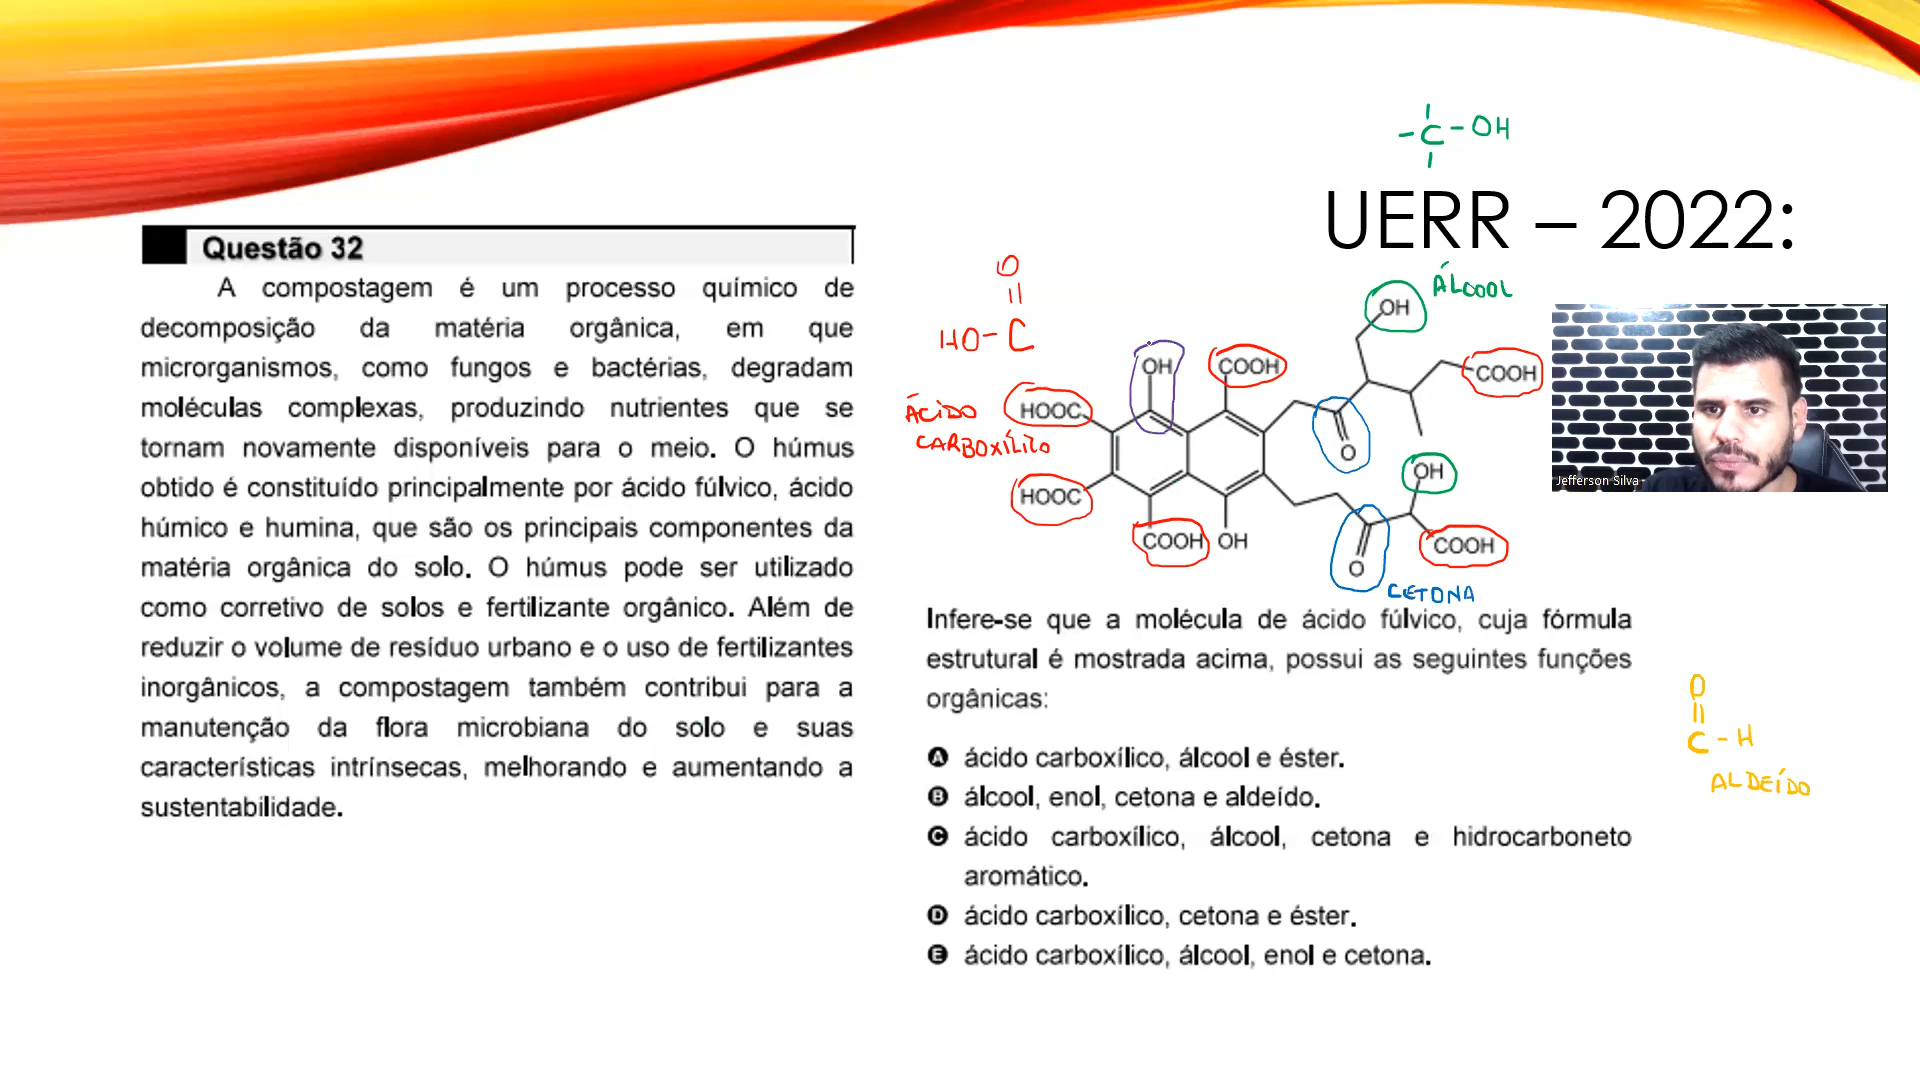 -C-OH
UERR – 2022:
Questão 32
A compostagem é um processo químico de
decomposição da matéria orgânica, em que
microrganismos, como fungos e bactérias, degradam
moléculas complexas, produzindo nutrientes que se
tornam novamente disponíveis para o meio. O húmus
obtido é constituído principalmente por ácido fúlvico, ácido
húmico e humina, que são os principais componentes da
matéria orgânica do solo. O húmus pode ser utilizado
como corretivo de solos e fertilizante orgânico. Além de
reduzir o volume de resíduo urbano e o uso de fertilizantes
inorgânicos, a compostagem também contribui para a
manutenção da flora microbiana do solo e suas
características intrínsecas, melhorando e aumentando a
sustentabilidade.
O
HO-C
ÁCIDO
CARBOXÍLICO
ÁLCOOL
OH
OH
COOH
COOH
HOOC
O
OH
HOOC
COOH
OH
COOH
O
CETONA
Jefferson Silva
Infere-se que a molécula de ácido fúlvico, cuja fórmula
estrutural é mostrada acima, possui as seguintes funções
orgânicas:
A ácido carboxílico, álcool e éster.
B álcool, enol, cetona e aldeído.
C ácido carboxílico, álcool, cetona e hidrocarboneto
aromático.
D ácido carboxílico, cetona e éster.
E ácido carboxílico, álcool, enol e cetona.
O
C-H
ALDEÍDO